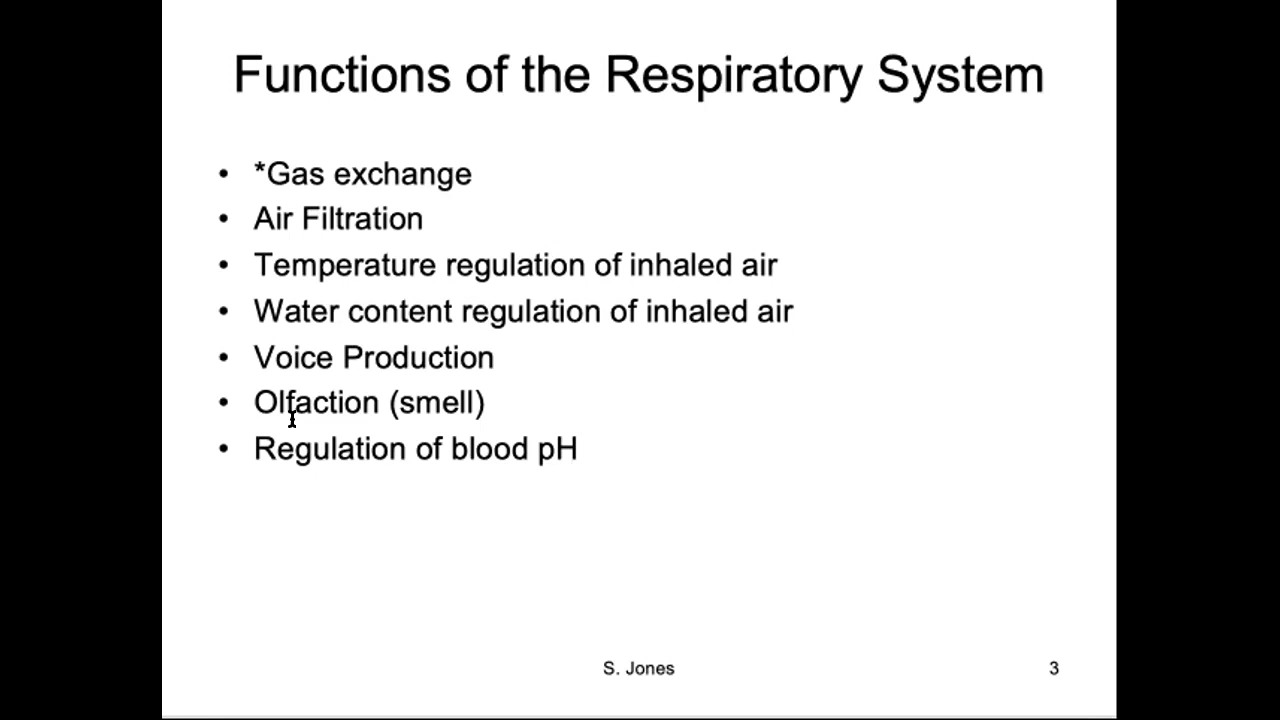 Functions of the Respiratory System
• *Gas exchange
• Air Filtration
• Temperature regulation of inhaled air
• Water content regulation of inhaled air
• Voice Production
• Olfaction (smell)
• Regulation of blood pH
S. Jones
3